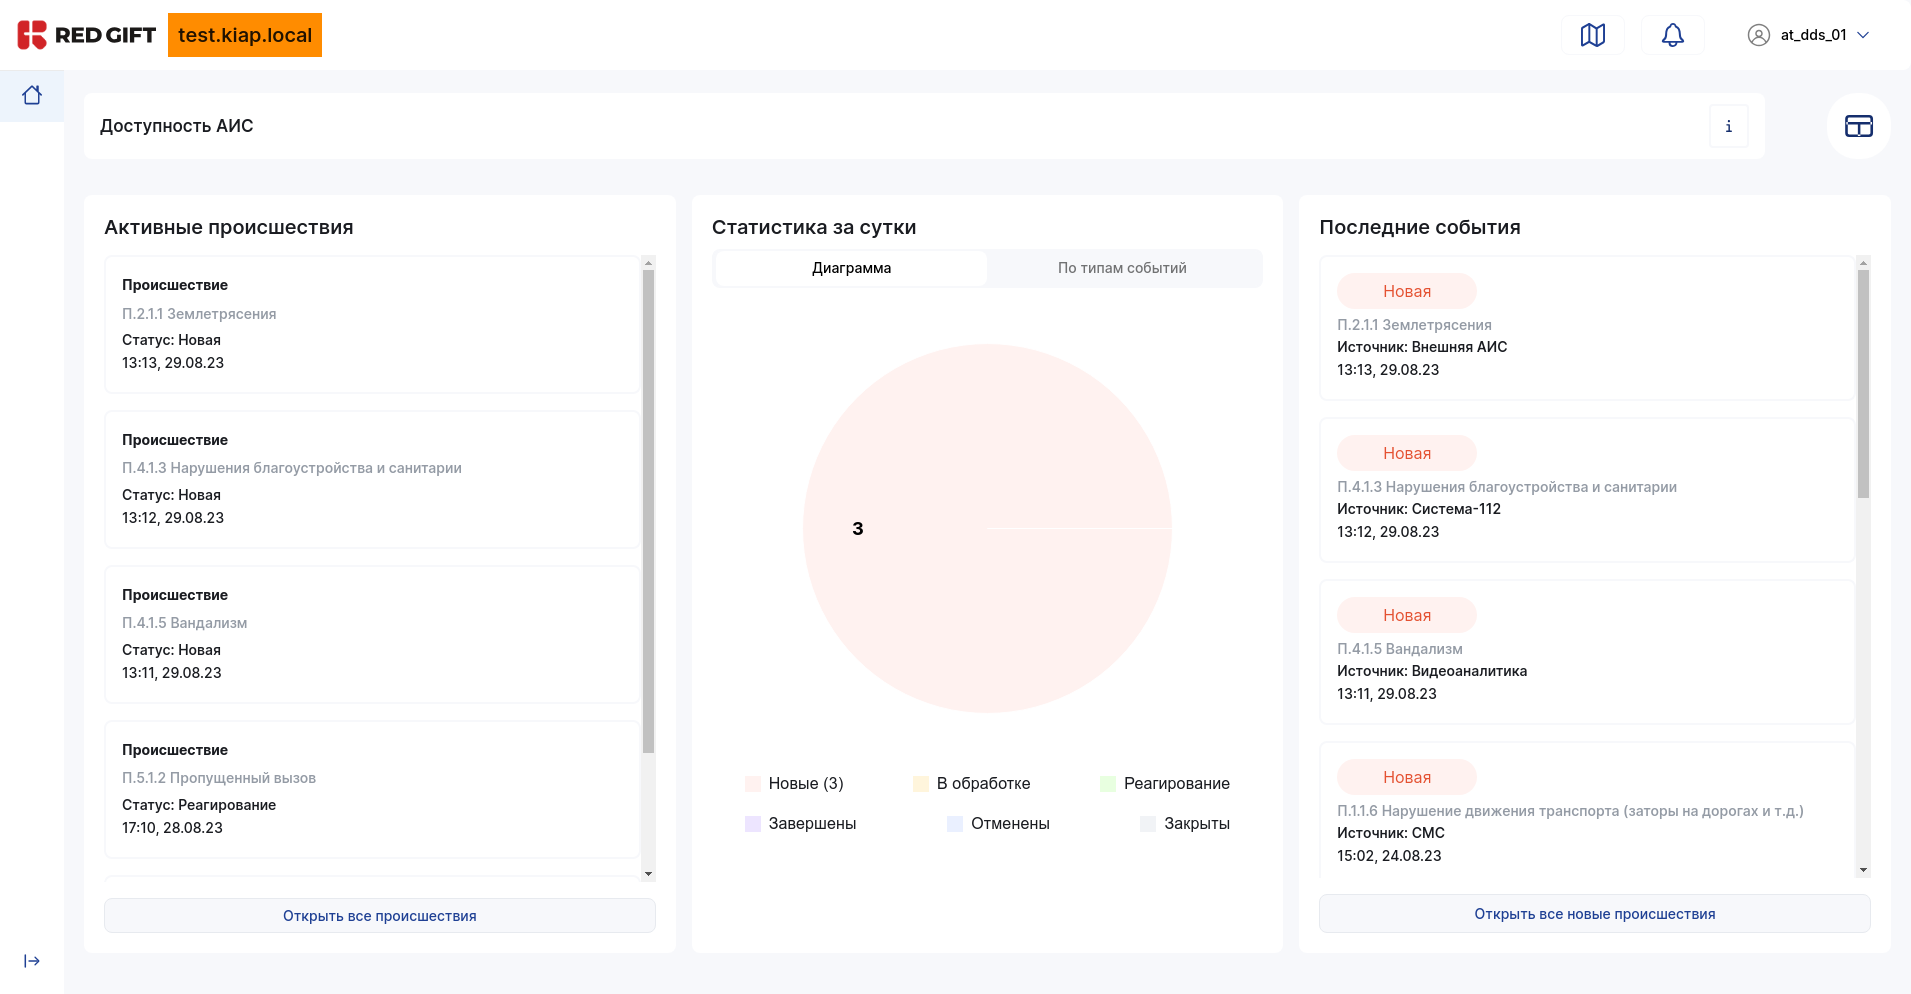 RED GIFT
test.kiap.local
at_dds_01
Доступность АИС
i
Активные происшествия
Происшествие
П.2.1.1 Землетрясения
Статус: Новая
13:13, 29.08.23
Происшествие
П.4.1.3 Нарушения благоустройства и санитарии
Статус: Новая
13:12, 29.08.23
Происшествие
П.4.1.5 Вандализм
Статус: Новая
13:11, 29.08.23
Происшествие
П.5.1.2 Пропущенный вызов
Статус: Реагирование
17:10, 28.08.23
Открыть все происшествия
Статистика за сутки
Диаграмма
По типам событий
3
Новые (3)
В обработке
Реагирование
Завершены
Отменены
Закрыты
Последние события
Новая
П.2.1.1 Землетрясения
Источник: Внешняя АИС
13:13, 29.08.23
Новая
П.4.1.3 Нарушения благоустройства и санитарии
Источник: Система-112
13:12, 29.08.23
Новая
П.4.1.5 Вандализм
Источник: Видеоаналитика
13:11, 29.08.23
Новая
П.1.1.6 Нарушение движения транспорта (заторы на дорогах и т.д.)
Источник: СМС
15:02, 24.08.23
Открыть все новые происшествия